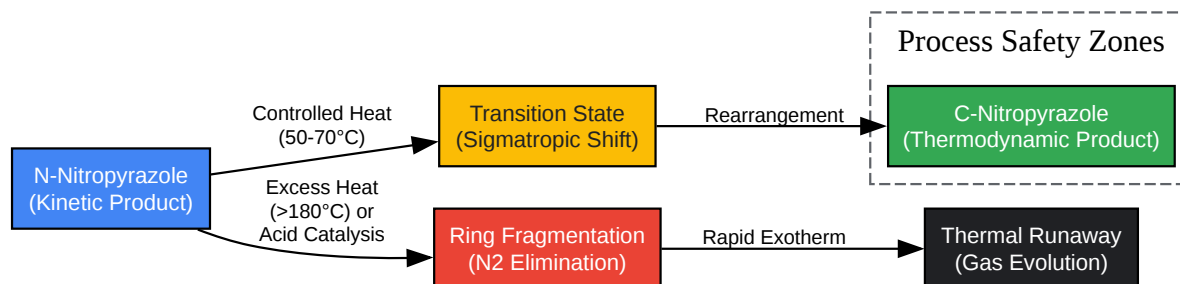 Process Safety Zones
Controlled Heat
(50-70°C)
Transition State
(Sigmatropic Shift)
Rearrangement
C-Nitropyrazole
(Thermodynamic Product)
N-Nitropyrazole
(Kinetic Product)
Excess Heat
(>180°C) or
Acid Catalysis
Ring Fragmentation
(N2 Elimination)
Rapid Exotherm
Thermal Runaway
(Gas Evolution)